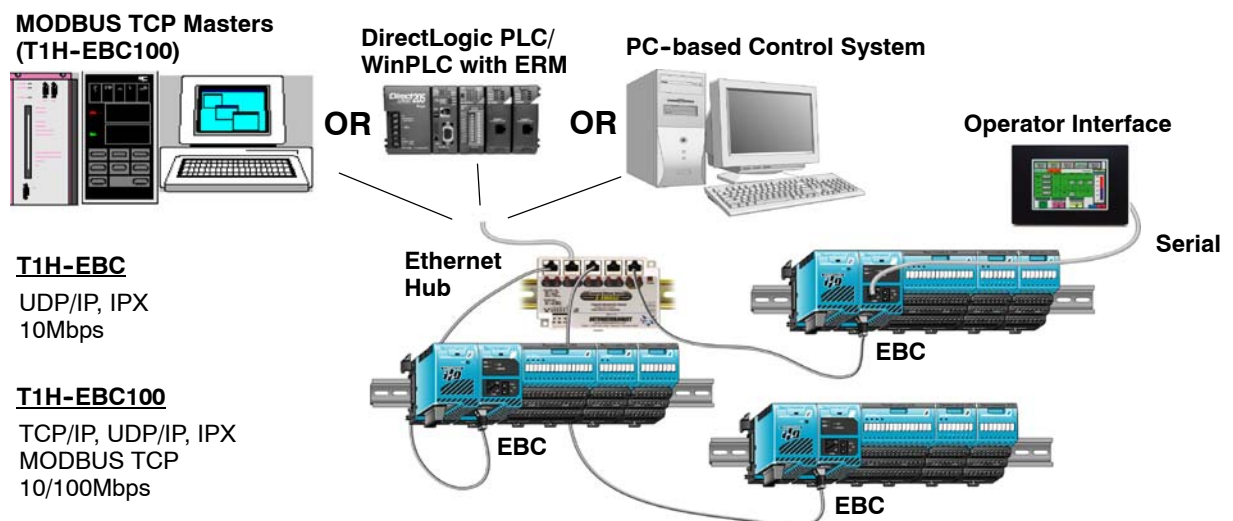 MODBUS TCP Masters
(T1H-EBC100)
DirectLogic PLC/
WinPLC with ERM
PC-based Control System
OR
OR
Operator Interface
Serial
Ethernet
Hub
EBC
EBC
EBC
T1H-EBC
UDP/IP, IPX
10Mbps
T1H-EBC100
TCP/IP, UDP/IP, IPX
MODBUS TCP
10/100Mbps